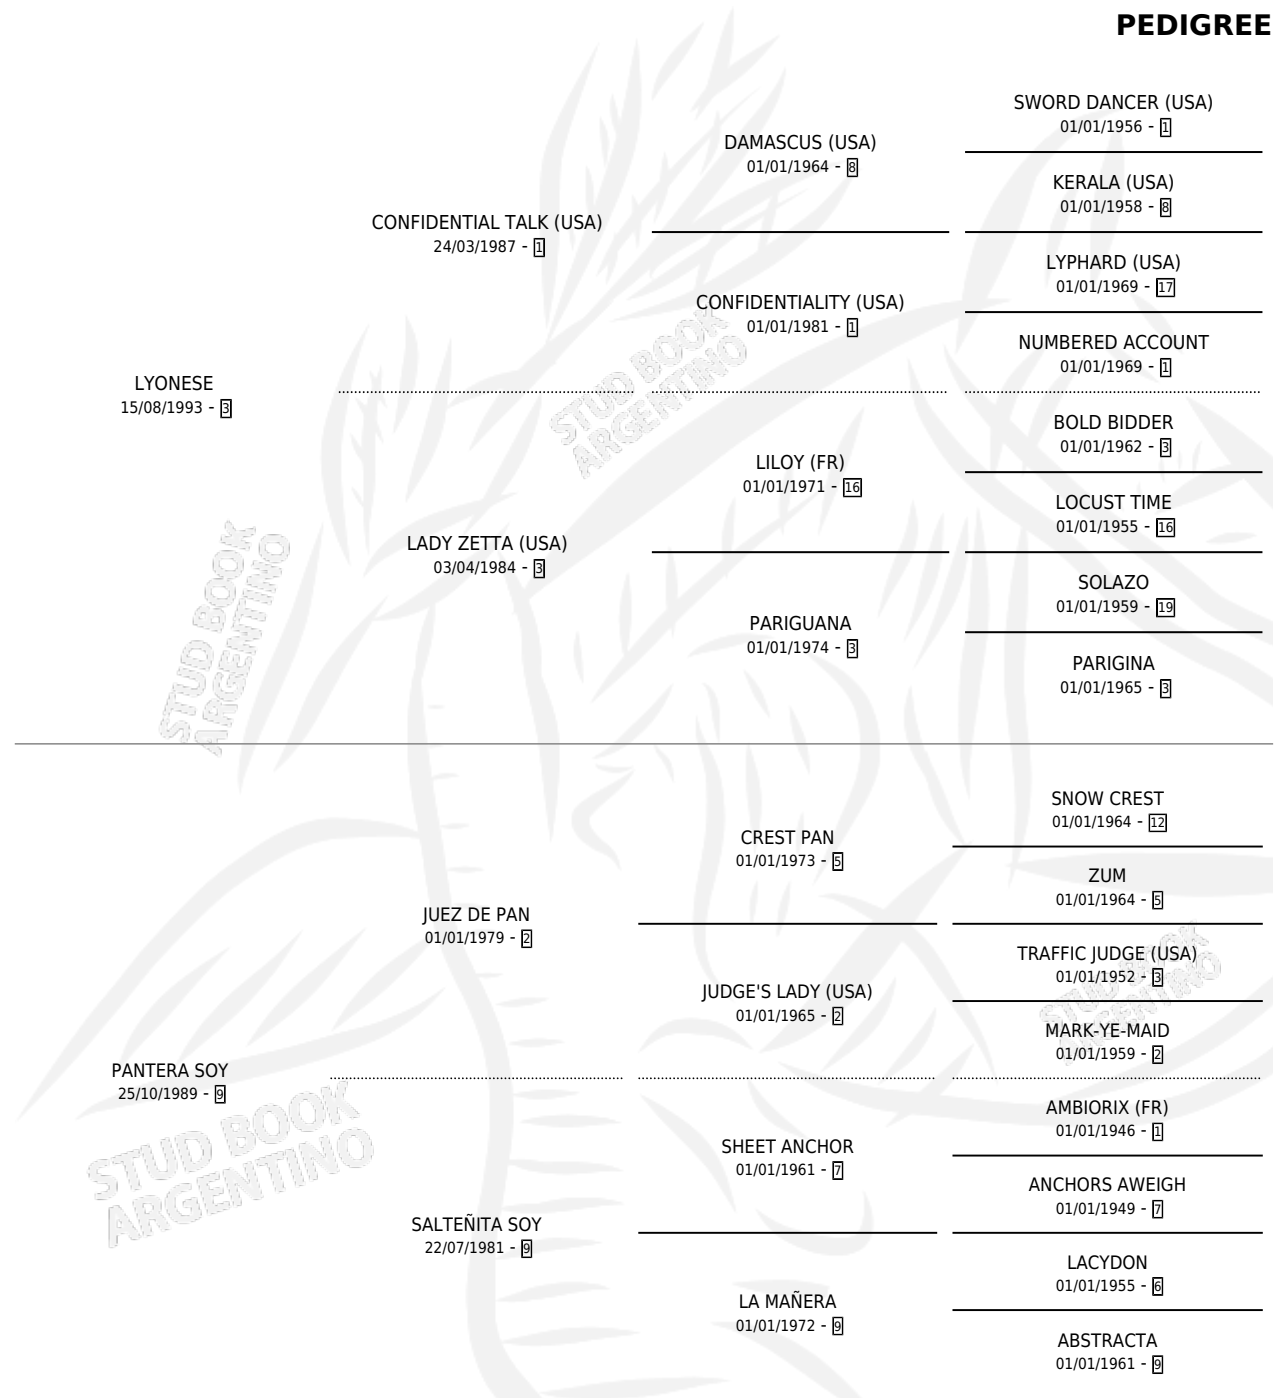 PEDIGREE
SWORD DANCER (USA)
01/01/1956 - 1
DAMASCUS (USA)
01/01/1964 - 8
KERALA (USA)
01/01/1958 - 8
CONFIDENTIAL TALK (USA)
24/03/1987 - 1
LYPHARD (USA)
01/01/1969 - 17
CONFIDENTIALITY (USA)
01/01/1981 - 1
NUMBERED ACCOUNT
01/01/1969 - 1
LYONESE
15/08/1993 - 3
BOLD BIDDER
01/01/1962 - 3
LILOY (FR)
01/01/1971 - 16
LOCUST TIME
01/01/1955 - 16
LADY ZETTA (USA)
03/04/1984 - 3
SOLAZO
01/01/1959 - 19
PARIGUANA
01/01/1974 - 3
PARIGINA
01/01/1965 - 3
SNOW CREST
01/01/1964 - 12
CREST PAN
01/01/1973 - 5
ZUM
01/01/1964 - 5
JUEZ DE PAN
01/01/1979 - 2
TRAFFIC JUDGE (USA)
01/01/1952 - 3
JUDGE'S LADY (USA)
01/01/1965 - 2
MARK-YE-MAID
01/01/1959 - 2
PANTERA SOY
25/10/1989 - 9
AMBIORIX (FR)
01/01/1946 - 1
SHEET ANCHOR
01/01/1961 - 7
ANCHORS AWEIGH
01/01/1949 - 7
SALTEÑITA SOY
22/07/1981 - 9
LACYDON
01/01/1955 - 6
LA MAÑERA
01/01/1972 - 9
ABSTRACTA
01/01/1961 - 9
STUD BOOK
ARGENTINO
STUD BOOK
ARGENTINO
STUD BOOK
ARGENTINO
STUD BOOK
ARGENTINO